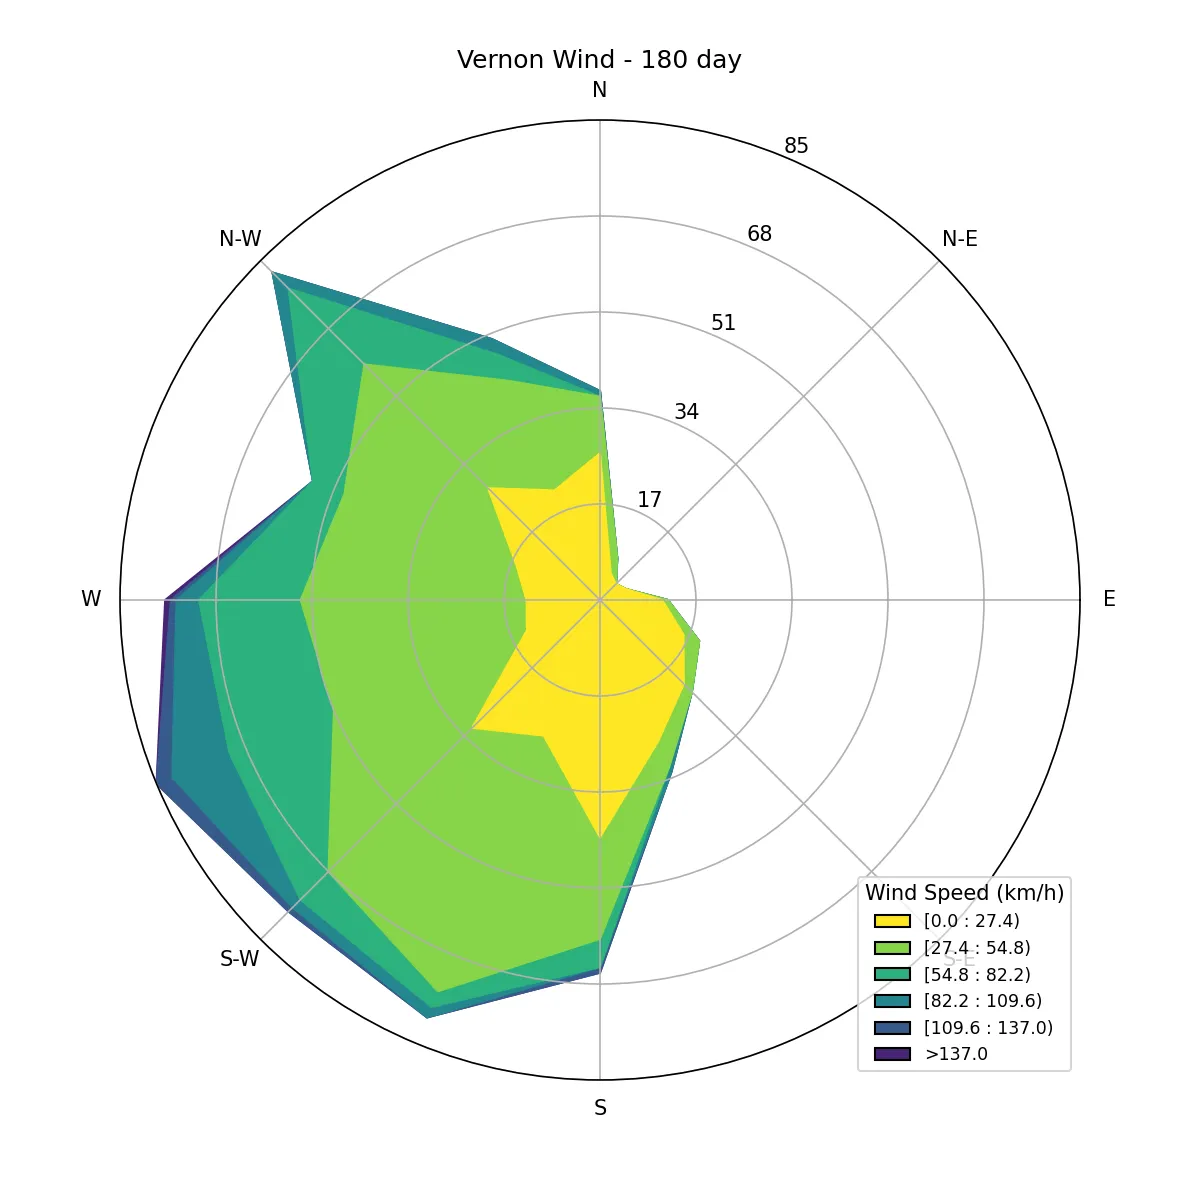 Vernon Wind - 180 day
N
85
N-W
N-E
68
51
34
17
W
E
S-W
S-E
S
Wind Speed (km/h)
[0.0 : 27.4)
[27.4 : 54.8)
[54.8 : 82.2)
[82.2 : 109.6)
[109.6 : 137.0)
>137.0